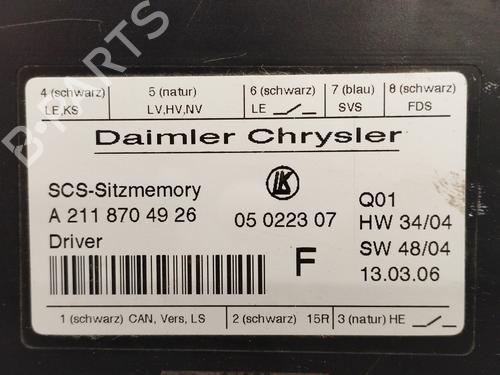 B-PARTS
4 (schwarz) 5 (natur) 6 (schwarz) 7 (blau) 8 (schwarz)
LE,KS LV,HV,NV LE SVS FDS
Daimler Chrysler
SCS-Sitzmemory LK Q01
A 211 870 49 26 05 0223 07 HW 34/04
Driver F SW 48/04
13.03.06
1 (schwarz) CAN, Vers, LS 2 (schwarz) 15R 3 (natur) HE